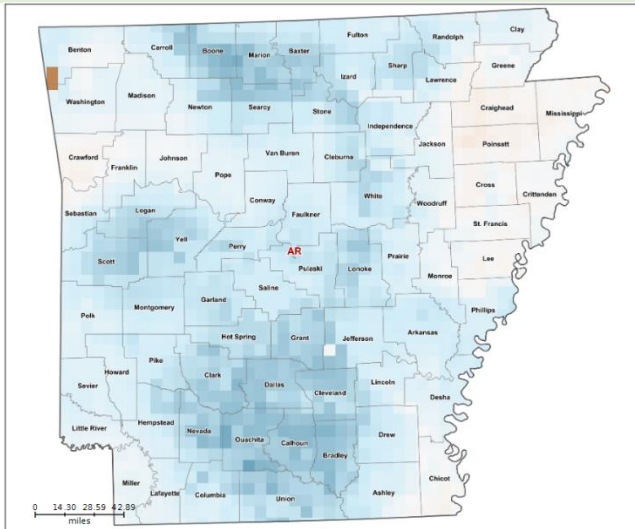 Clay
Fulton
Randolph
Carroll
Benton
Boone
Marion
Baxter
Sharp
Greene
Izard
Lawrence
Madison
Washington
Newton
Searcy
Stone
Craighead
Mississippi
Independence
Jackson
Poinsett
Crawford
Johnson
Van Buren
Cleburne
Franklin
Pope
Cross
Crittenden
White
Conway
Woodruff
Logan
Faulkner
Sebastian
St. Francis
Yell
Perry
AR
Prairie
Lee
Scott
Pulaski
Lonoke
Monroe
Saline
Garland
Phillips
Montgomery
Polk
Arkansas
Hot Spring
Grant
Jefferson
Pike
Howard
Clark
Lincoln
Dallas
Cleveland
Sevier
Desha
Hempstead
Little River
Nevada
Drew
Ouachita
Calhoun
Bradley
Chicot
Miller
Lafayette
Columbia
Union
Ashley
0 14.30 28.59 42.89
miles